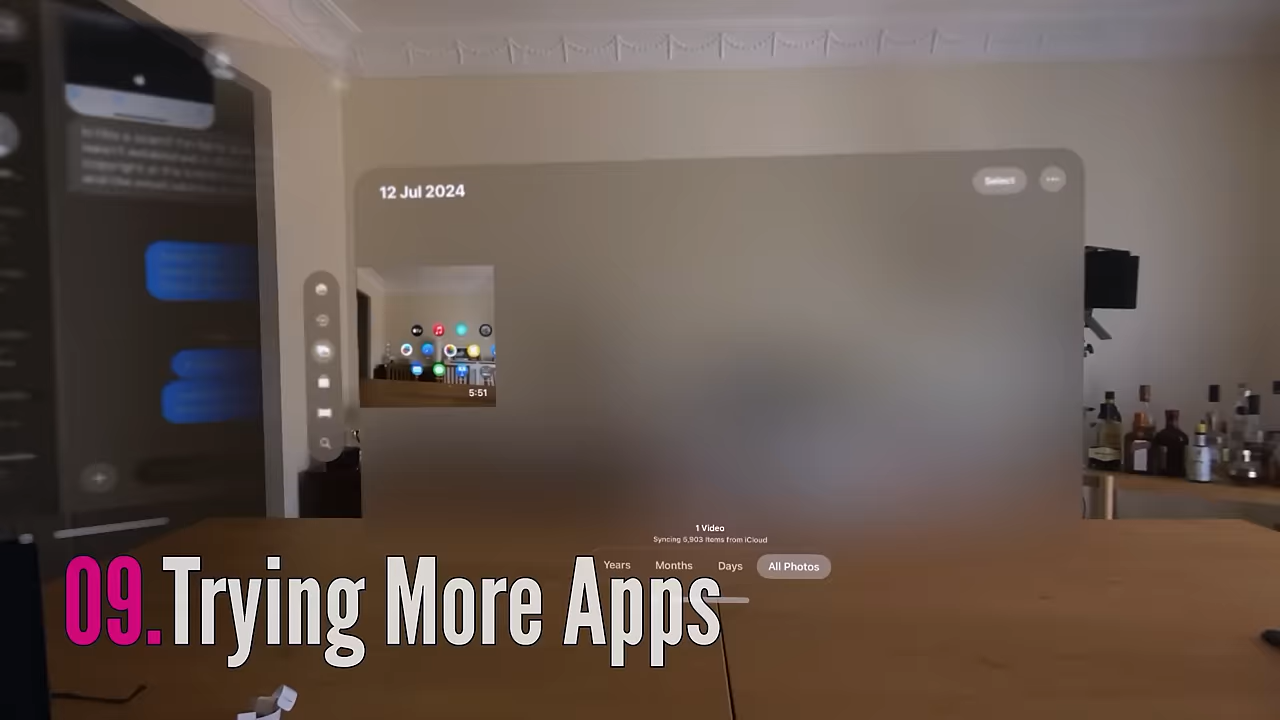 12 Jul 2024
Select
5:51
1 Video
Syncing 5,903 Items from iCloud
Years
Months
Days
All Photos
09.Trying More Apps